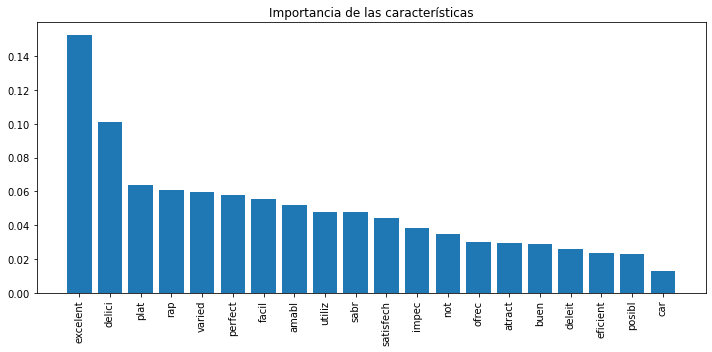 Importancia de las características
0.14
0.12
0.10
0.08
0.06
0.04
0.02
0.00
excelent
delici
plat
rap
varied
perfect
facil
amabl
utiliz
sabr
satisfech
impec
not
ofrec
atract
buen
deleit
eficient
posibl
car